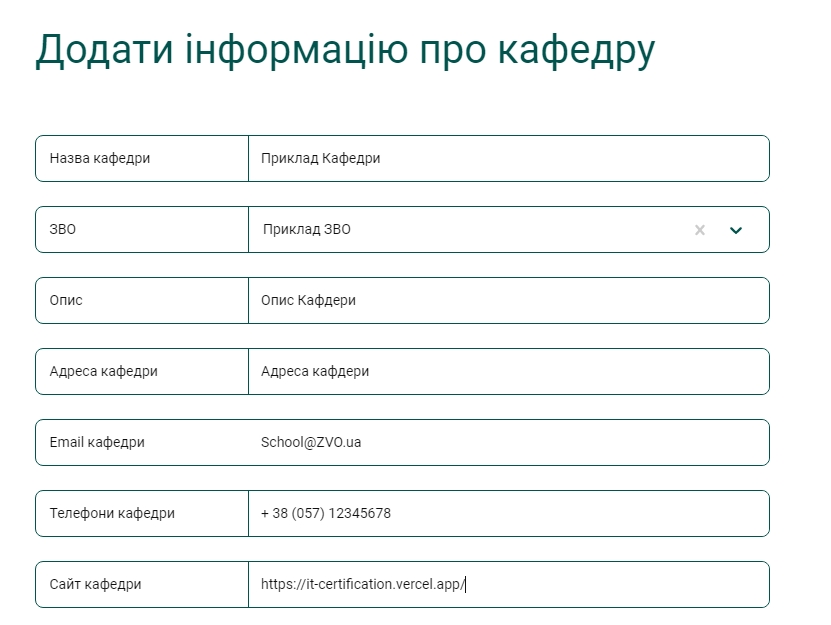 Додати інформацію про кафедру
Назва кафедри Приклад Кафедри
ЗВО Приклад ЗВО
Опис Опис Кафдери
Адреса кафедри Адреса кафдери
Email кафедри School@ZVO.ua
Телефони кафедри + 38 (057) 12345678
Сайт кафедри https://it-certification.vercel.app/